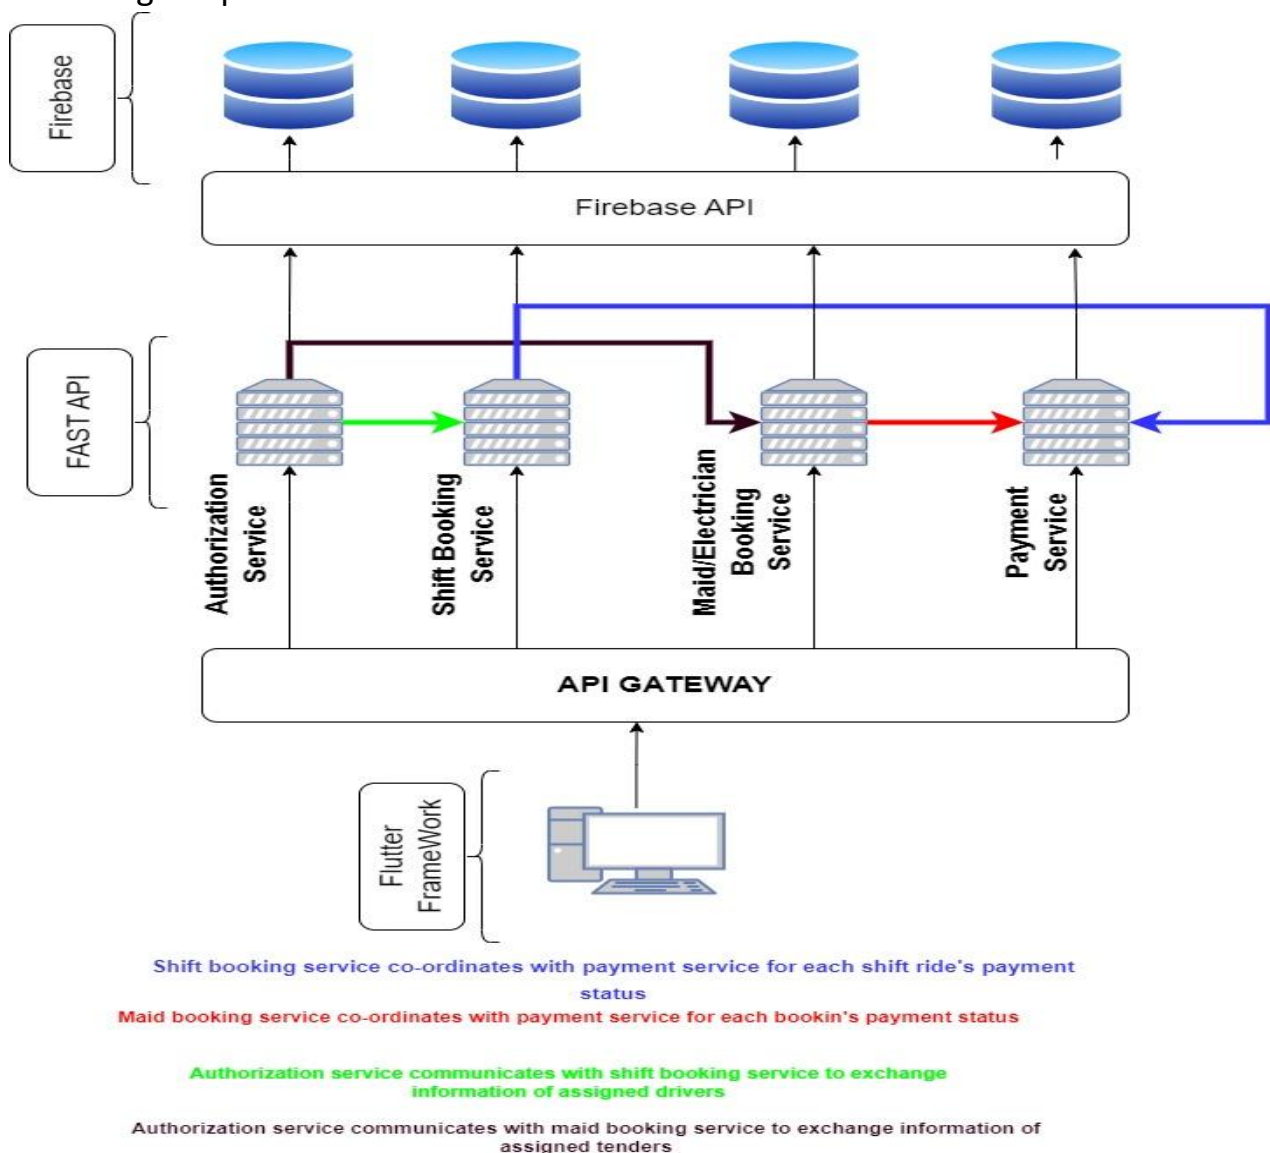 Firebase
Firebase API
FAST API
Authorization
Service
Shift Booking
Service
Maid/Electrician
Booking
Service
Payment
Service
API GATEWAY
Flutter
FrameWork
Shift booking service co-ordinates with payment service for each shift ride's payment
status
Maid booking service co-ordinates with payment service for each bookin's payment status
Authorization service communicates with shift booking service to exchange
information of assigned drivers
Authorization service communicates with maid booking service to exchange information of
assigned tenders